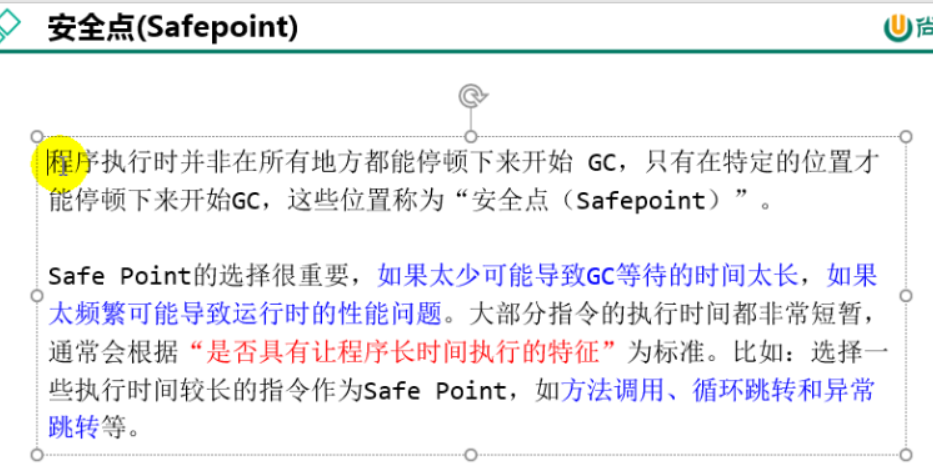 安全点(Safepoint)
尚
程序执行时并非在所有地方都能停顿下来开始 GC，只有在特定的位置才
能停顿下来开始GC，这些位置称为“安全点（Safepoint）”。
Safe Point的选择很重要，如果太少可能导致GC等待的时间太长，如果
太频繁可能导致运行时的性能问题。大部分指令的执行时间都非常短暂，
通常会根据“是否具有让程序长时间执行的特征”为标准。比如：选择一
些执行时间较长的指令作为Safe Point，如方法调用、循环跳转和异常
跳转等。